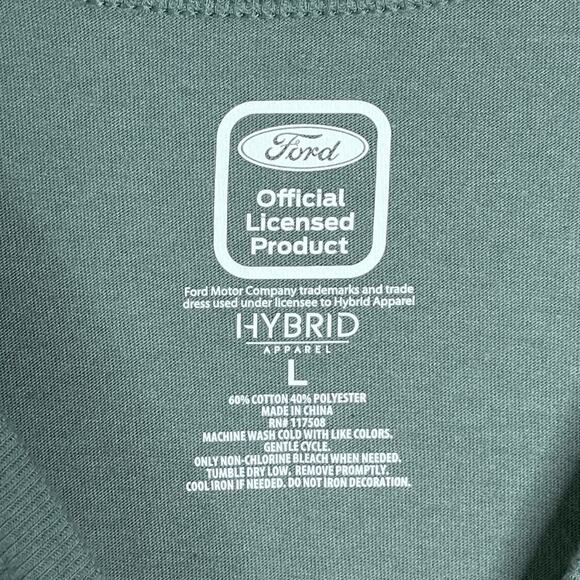 Ford
Official
Licensed
Product
Ford Motor Company trademarks and trade
dress used under licensee to Hybrid Apparel
HYBRID
APPAREL
L
60% COTTON 40% POLYESTER
MADE IN CHINA
RN# 117508
MACHINE WASH COLD WITH LIKE COLORS.
GENTLE CYCLE.
ONLY NON-CHLORINE BLEACH WHEN NEEDED.
TUMBLE DRY LOW. REMOVE PROMPTLY.
COOL IRON IF NEEDED. DO NOT IRON DECORATION.